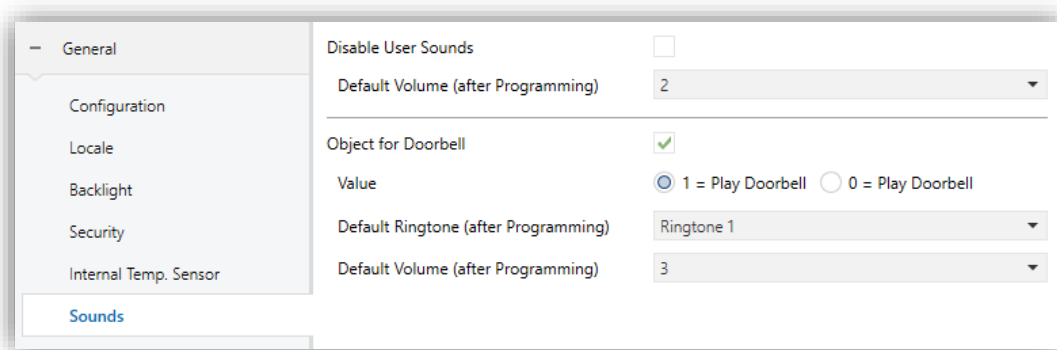 General
Configuration
Locale
Backlight
Security
Internal Temp. Sensor
Sounds
Disable User Sounds
Default Volume (after Programming) 2
Object for Doorbell
Value 1 = Play Doorbell 0 = Play Doorbell
Default Ringtone (after Programming) Ringtone 1
Default Volume (after Programming) 3